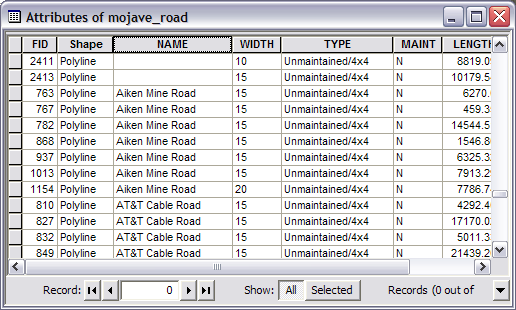 Attributes of mojave_road
FID Shape NAME WIDTH TYPE MAINT LENGTH
2411 Polyline 10 Unmaintained/4x4 N 8819.0
2413 Polyline 15 Unmaintained/4x4 N 10179.5
763 Polyline Aiken Mine Road 15 Unmaintained/4x4 N 6270.
767 Polyline Aiken Mine Road 15 Unmaintained/4x4 N 459.3
782 Polyline Aiken Mine Road 15 Unmaintained/4x4 N 14544.5
868 Polyline Aiken Mine Road 15 Unmaintained/4x4 N 1546.8
937 Polyline Aiken Mine Road 15 Unmaintained/4x4 N 6325.3
1013 Polyline Aiken Mine Road 15 Unmaintained/4x4 N 7913.2
1154 Polyline Aiken Mine Road 20 Unmaintained/4x4 N 7786.7
810 Polyline AT&T Cable Road 15 Unmaintained/4x4 N 4292.4
827 Polyline AT&T Cable Road 15 Unmaintained/4x4 N 17170.0
832 Polyline AT&T Cable Road 15 Unmaintained/4x4 N 5011.3
849 Polyline AT&T Cable Road 15 Unmaintained/4x4 N 21439.2
Record: 0 Show: All Selected Records (0 out of